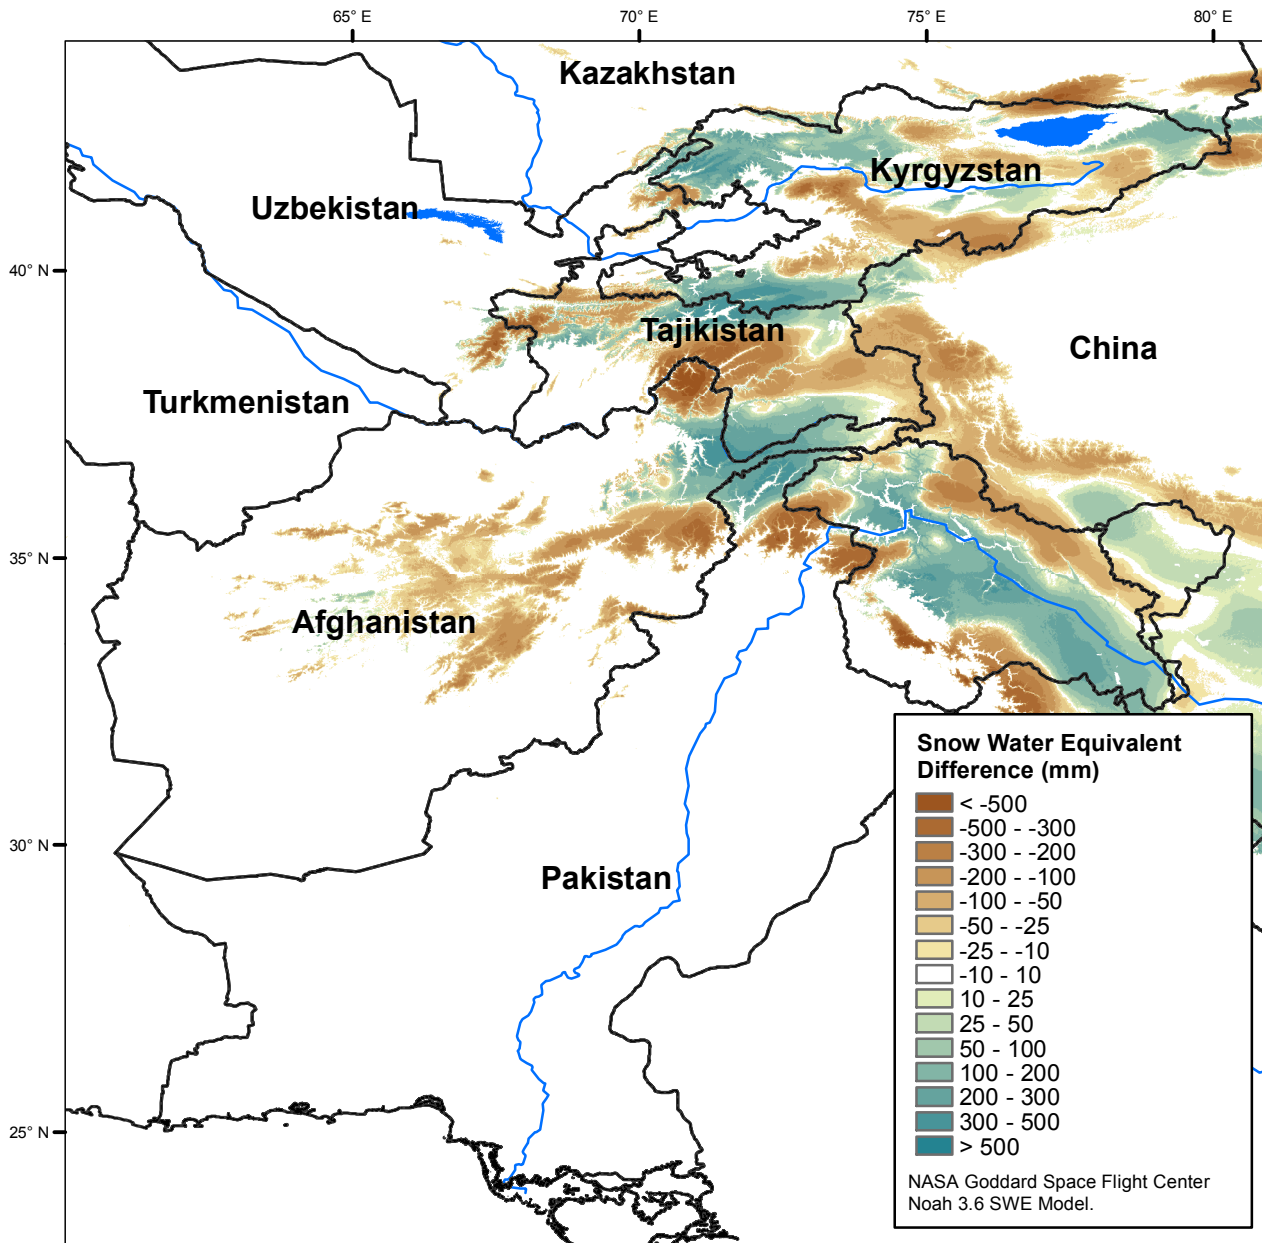 65° E 70° E 75° E 80° E
Kazakhstan
Kyrgyzstan
Uzbekistan
40° N
Tajikistan
China
Turkmenistan
35° N
Afghanistan
30° N
Pakistan
25° N
Snow Water Equivalent
Difference (mm)
< -500
-500 - -300
-300 - -200
-200 - -100
-100 - -50
-50 - -25
-25 - -10
-10 - 10
10 - 25
25 - 50
50 - 100
100 - 200
200 - 300
300 - 500
> 500
NASA Goddard Space Flight Center
Noah 3.6 SWE Model.